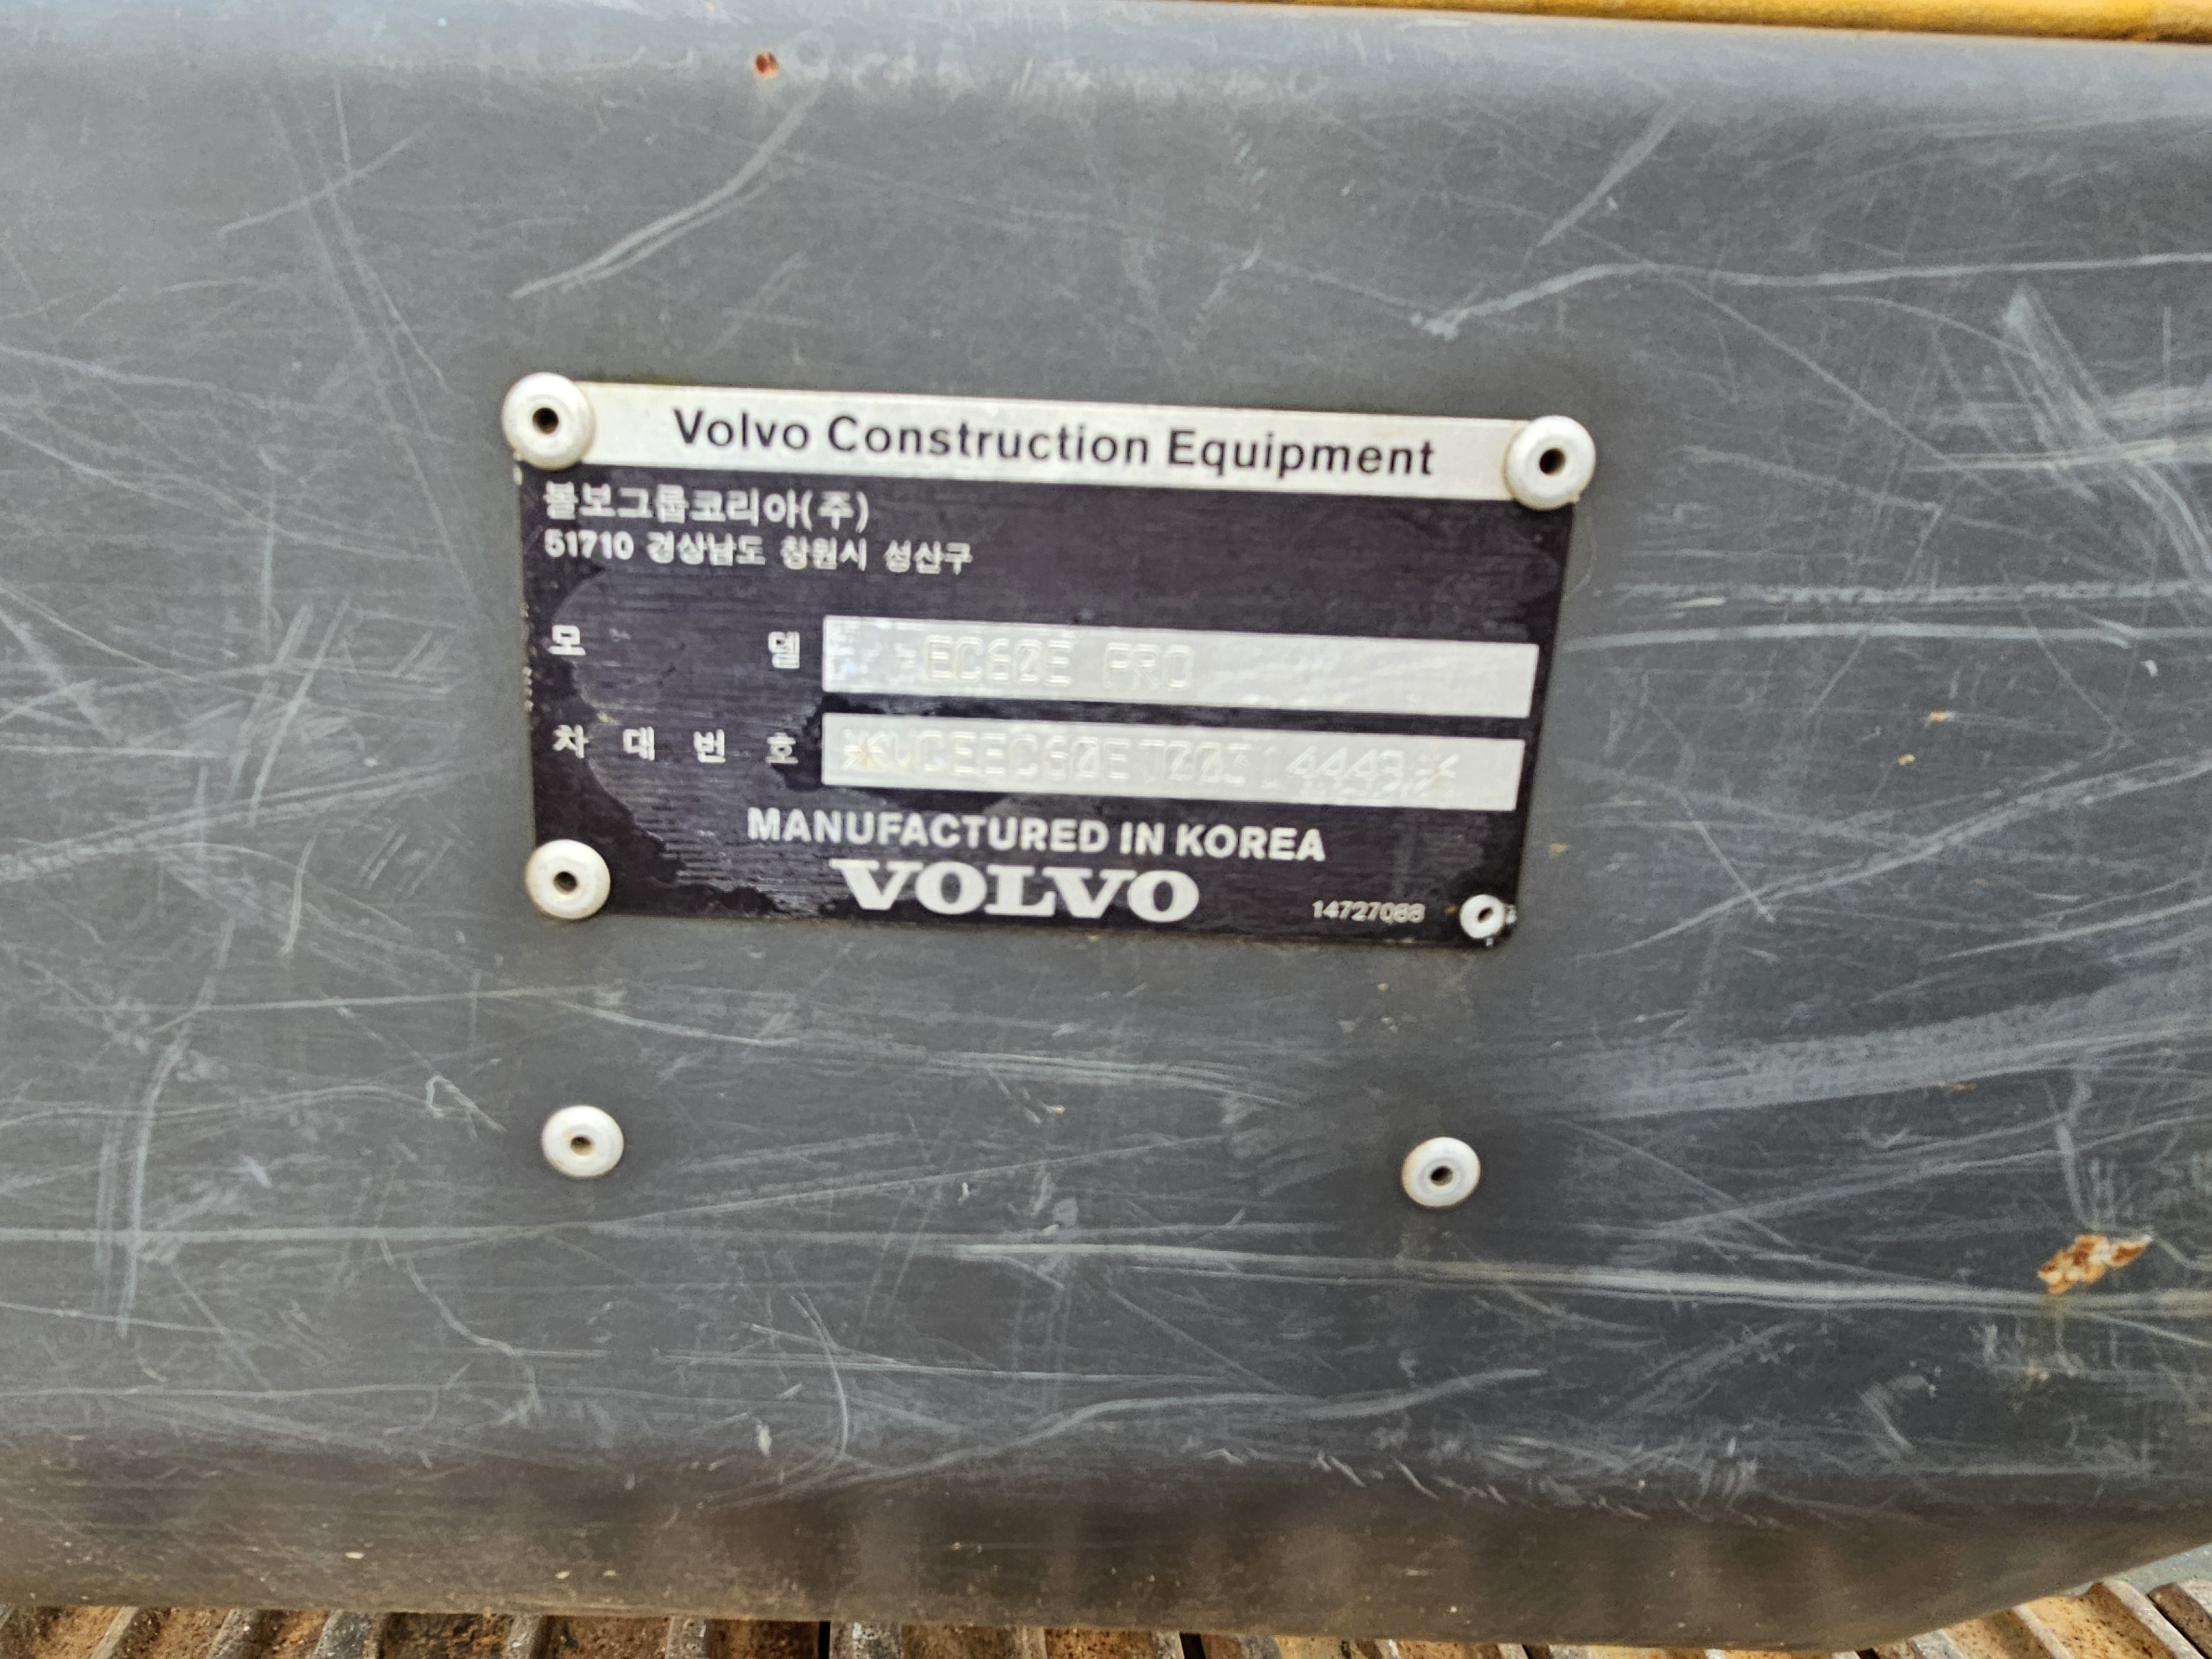 Volvo Construction Equipment
볼보그룹코리아(주)
51710 경상남도 창원시 성산구
모 델 EC60E PRO
차 대 번 호
MANUFACTURED IN KOREA
VOLVO
14727088